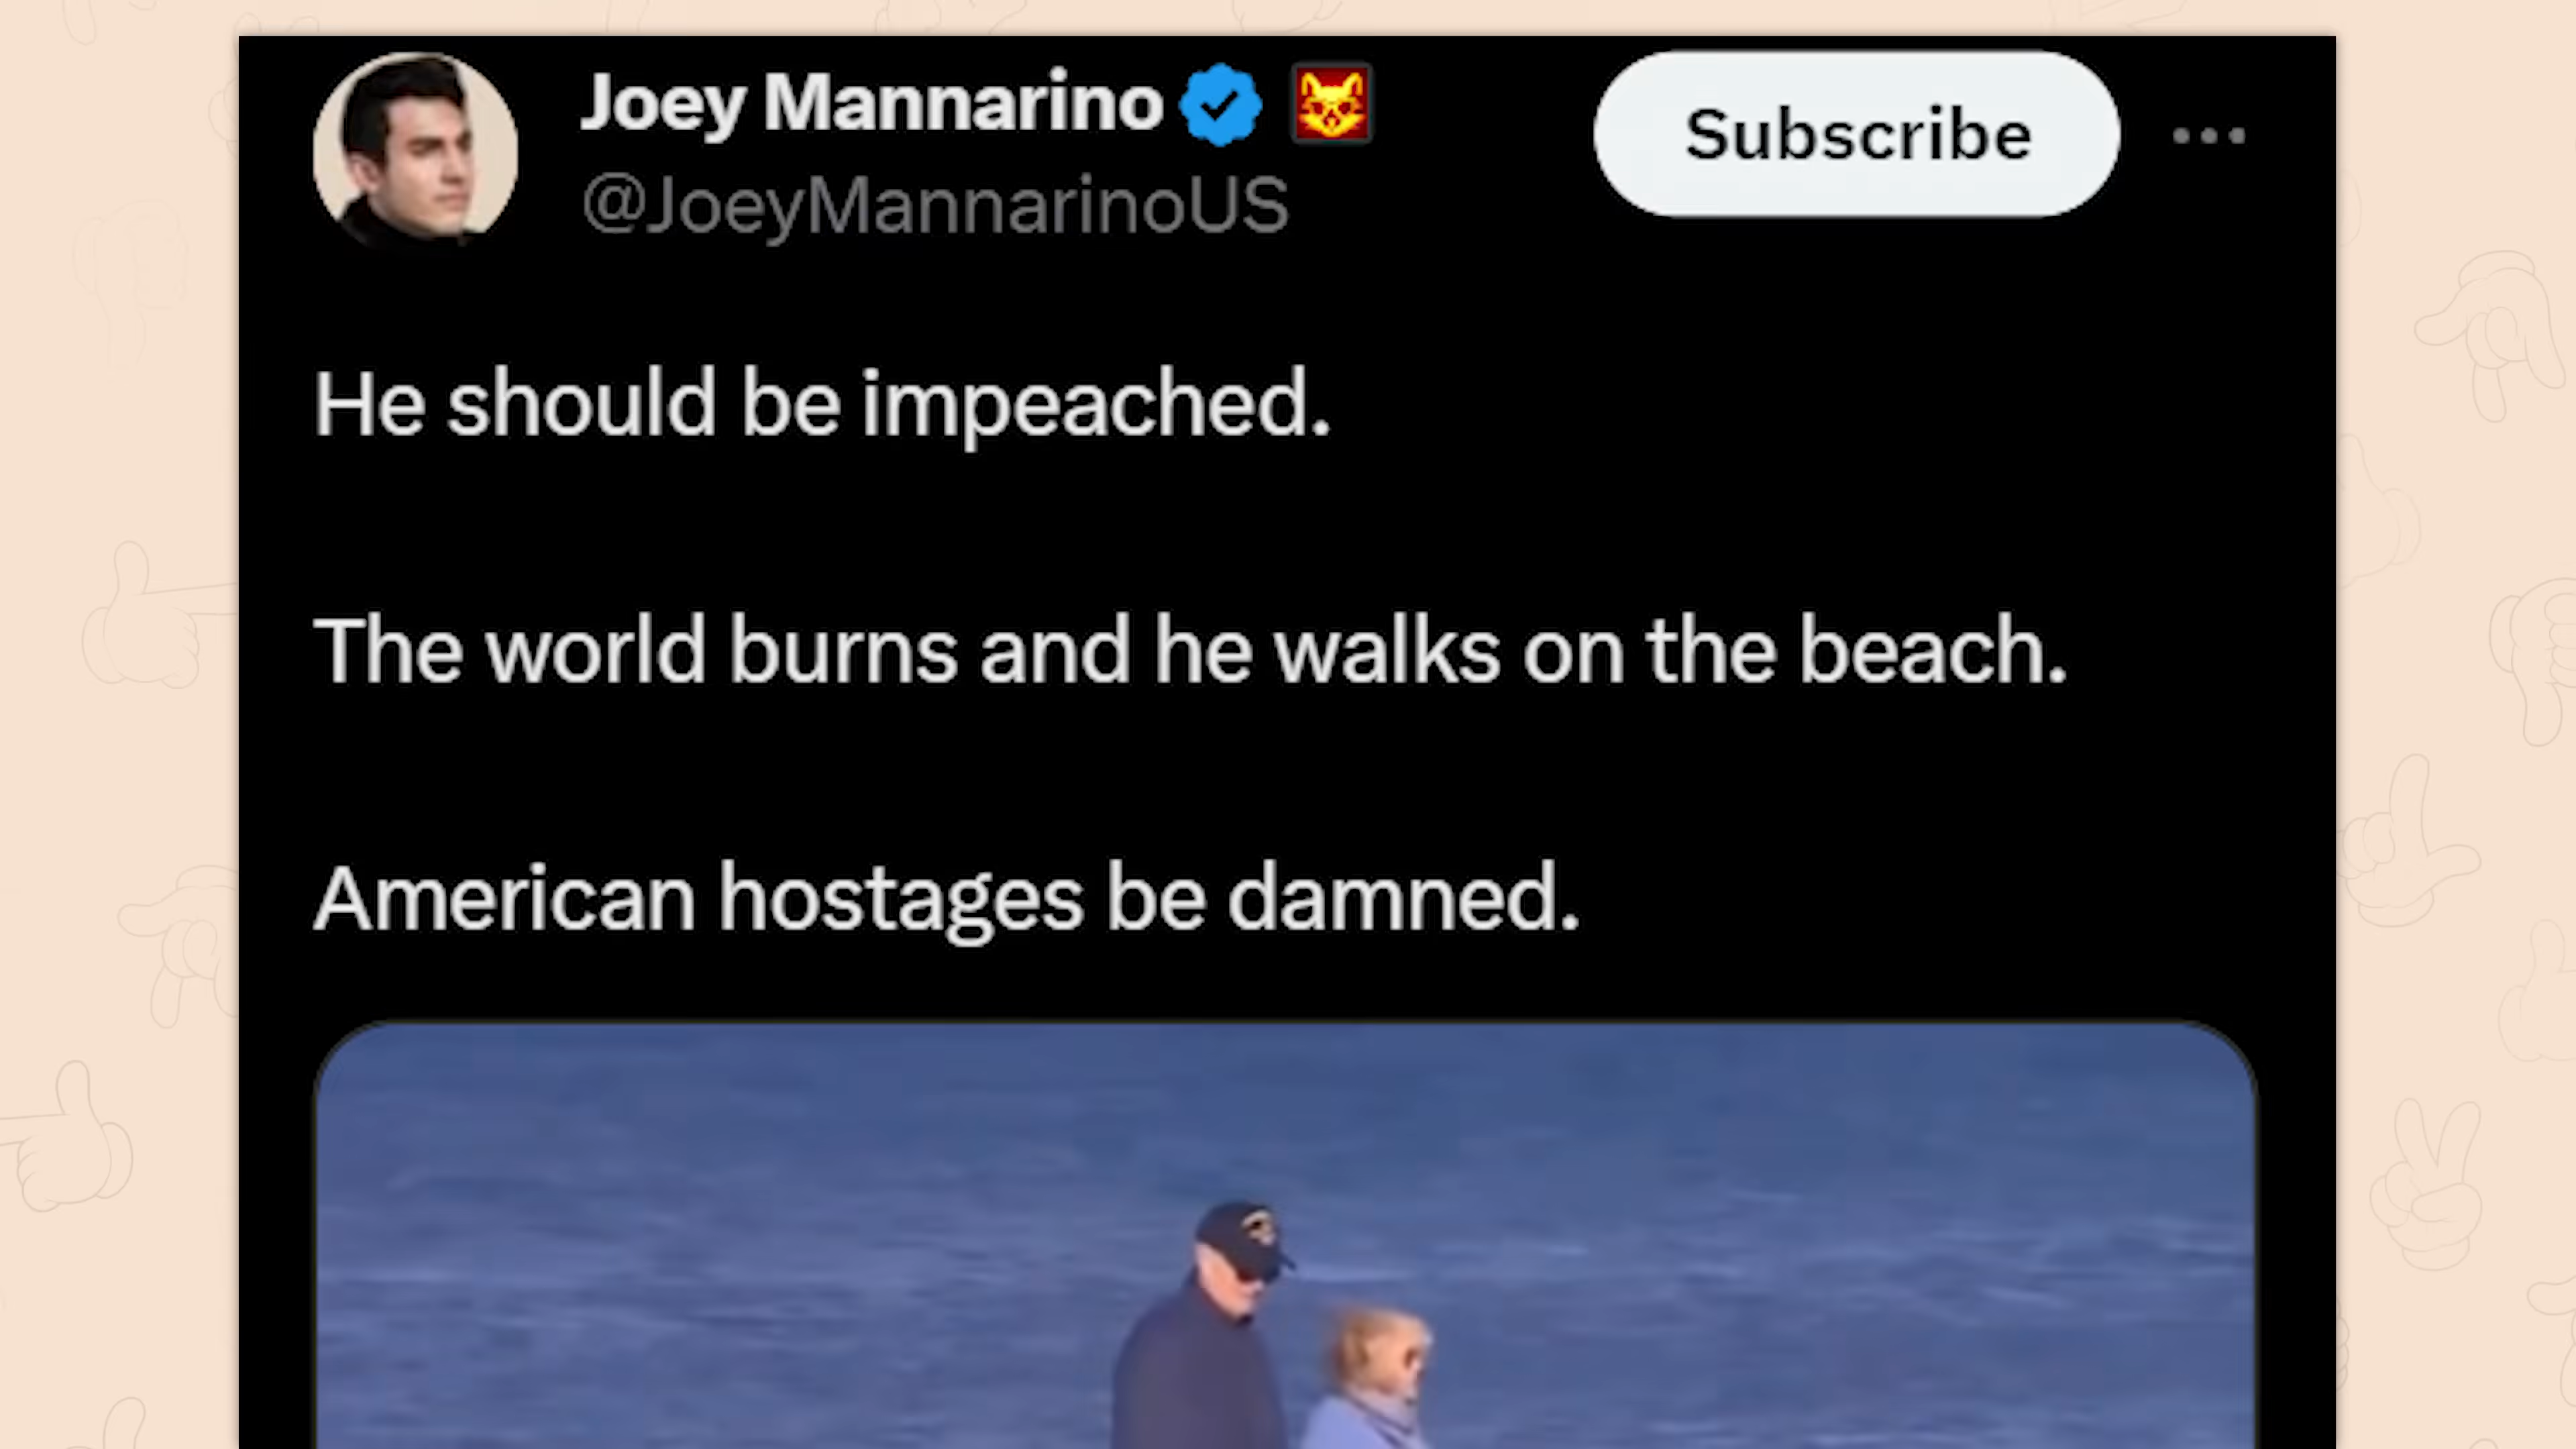 Joey Mannarino
Subscribe
@JoeyMannarinoUS
He should be impeached.
The world burns and he walks on the beach.
American hostages be damned.